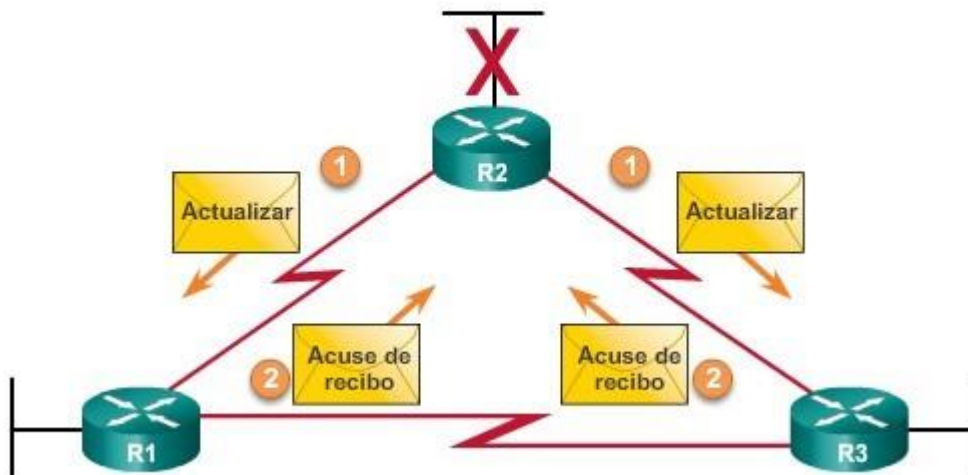 X
R2
1
1
Actualizar
Actualizar
Acuse de
recibo
2
Acuse de
recibo
2
R1
R3